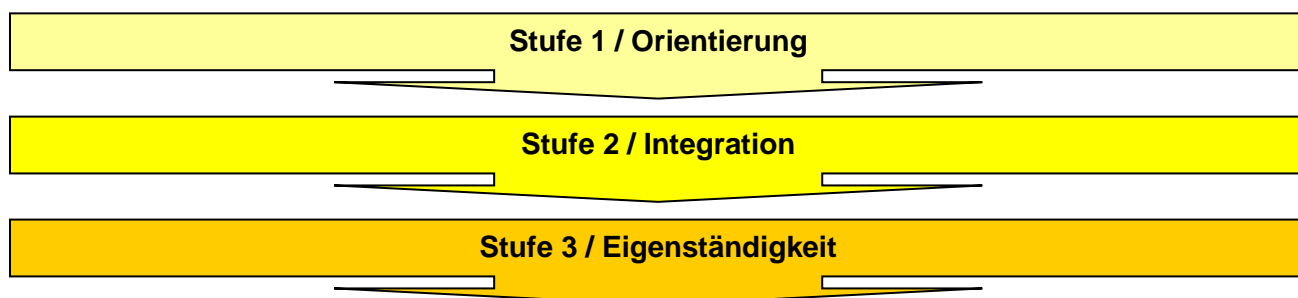 Stufe 1 / Orientierung
Stufe 2 / Integration
Stufe 3 / Eigenständigkeit